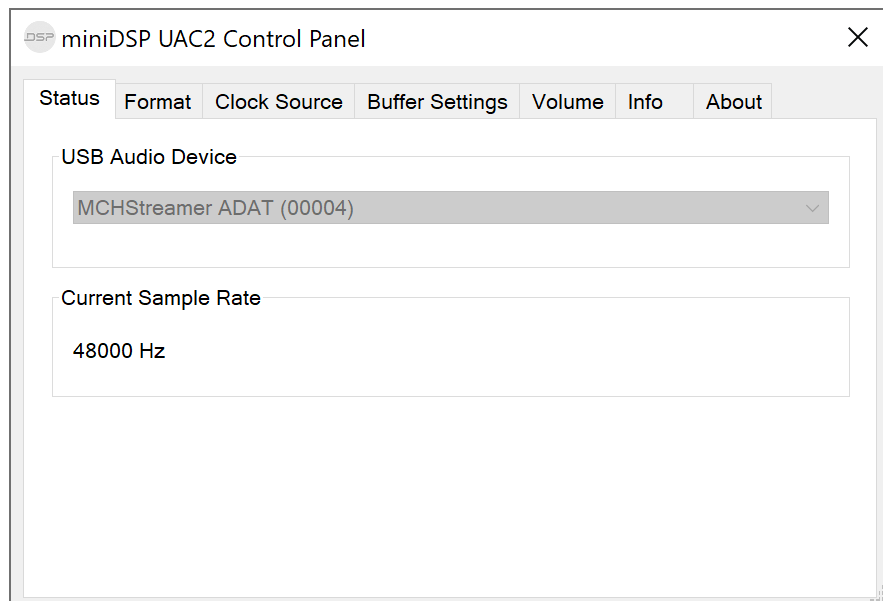 .DSP miniDSP UAC2 Control Panel
Status Format Clock Source Buffer Settings Volume Info About
USB Audio Device
MCHStreamer ADAT (00004)
Current Sample Rate
48000 Hz